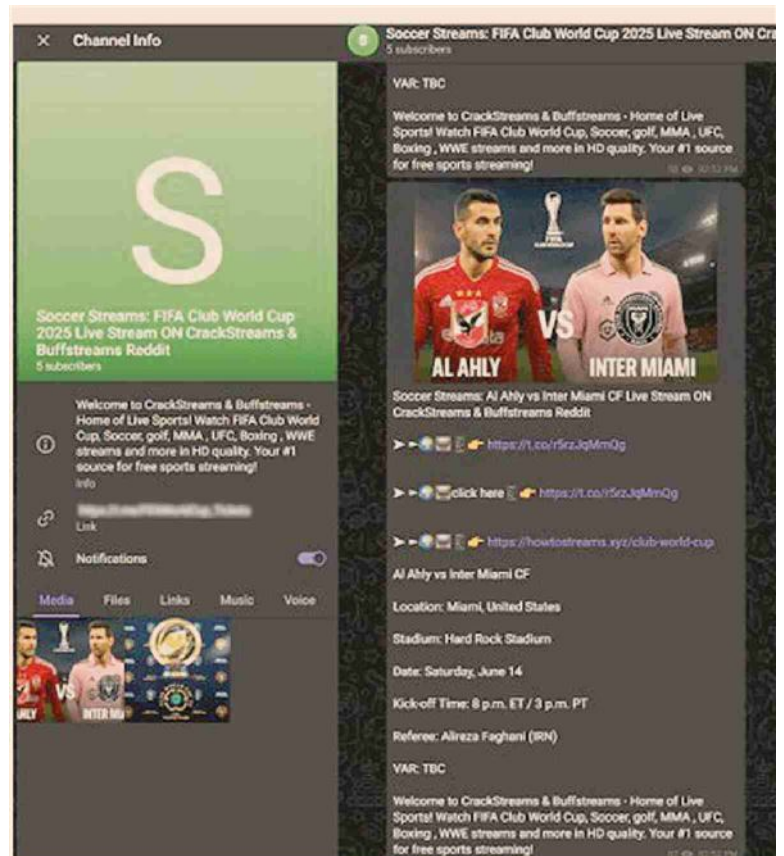 Channel Info
S
Soccer Streams: FIFA Club World Cup
2025 Live Stream ON CrackStreams &
Buffstreams Reddit
5 subscribers
Welcome to CrackStreams & Buffstreams -
Home of Live Sports! Watch FIFA Club World
Cup, Soccer, golf, MMA , UFC, Boxing , WWE
streams and more in HD quality. Your #1
source for free sports streaming!
Info
Link
Notifications
Media Files Links Music Voice
VS
INTER
S
Soccer Streams: FIFA Club World Cup 2025 Live Stream ON Cra
5 subscribers
VAR: TBC
Welcome to CrackStreams & Buffstreams - Home of Live
Sports! Watch FIFA Club World Cup, Soccer, golf, MMA , UFC,
Boxing , WWE streams and more in HD quality. Your #1 source
for free sports streaming!
FIFA
AL AHLY VS INTER MIAMI
Soccer Streams: Al Ahly vs Inter Miami CF Live Stream ON
CrackStreams & Buffstreams Reddit
https://t.co/r5rzJqMmQg
click here https://t.co/r5rzJqMmQg
https://howtostreams.xyz/club-world-cup
Al Ahly vs Inter Miami CF
Location: Miami, United States
Stadium: Hard Rock Stadium
Date: Saturday, June 14
Kick-off Time: 8 p.m. ET / 3 p.m. PT
Referee: Alireza Faghani (IRN)
VAR: TBC
Welcome to CrackStreams & Buffstreams - Home of Live
Sports! Watch FIFA Club World Cup, Soccer, golf, MMA , UFC,
Boxing , WWE streams and more in HD quality. Your #1 source
for free sports streaming!